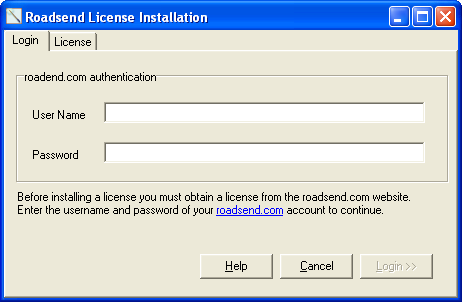 Roadsend License Installation
Login License
roadend.com authentication
User Name
Password
Before installing a license you must obtain a license from the roadsend.com website.
Enter the username and password of your roadsend.com account to continue.
Help Cancel Login >>